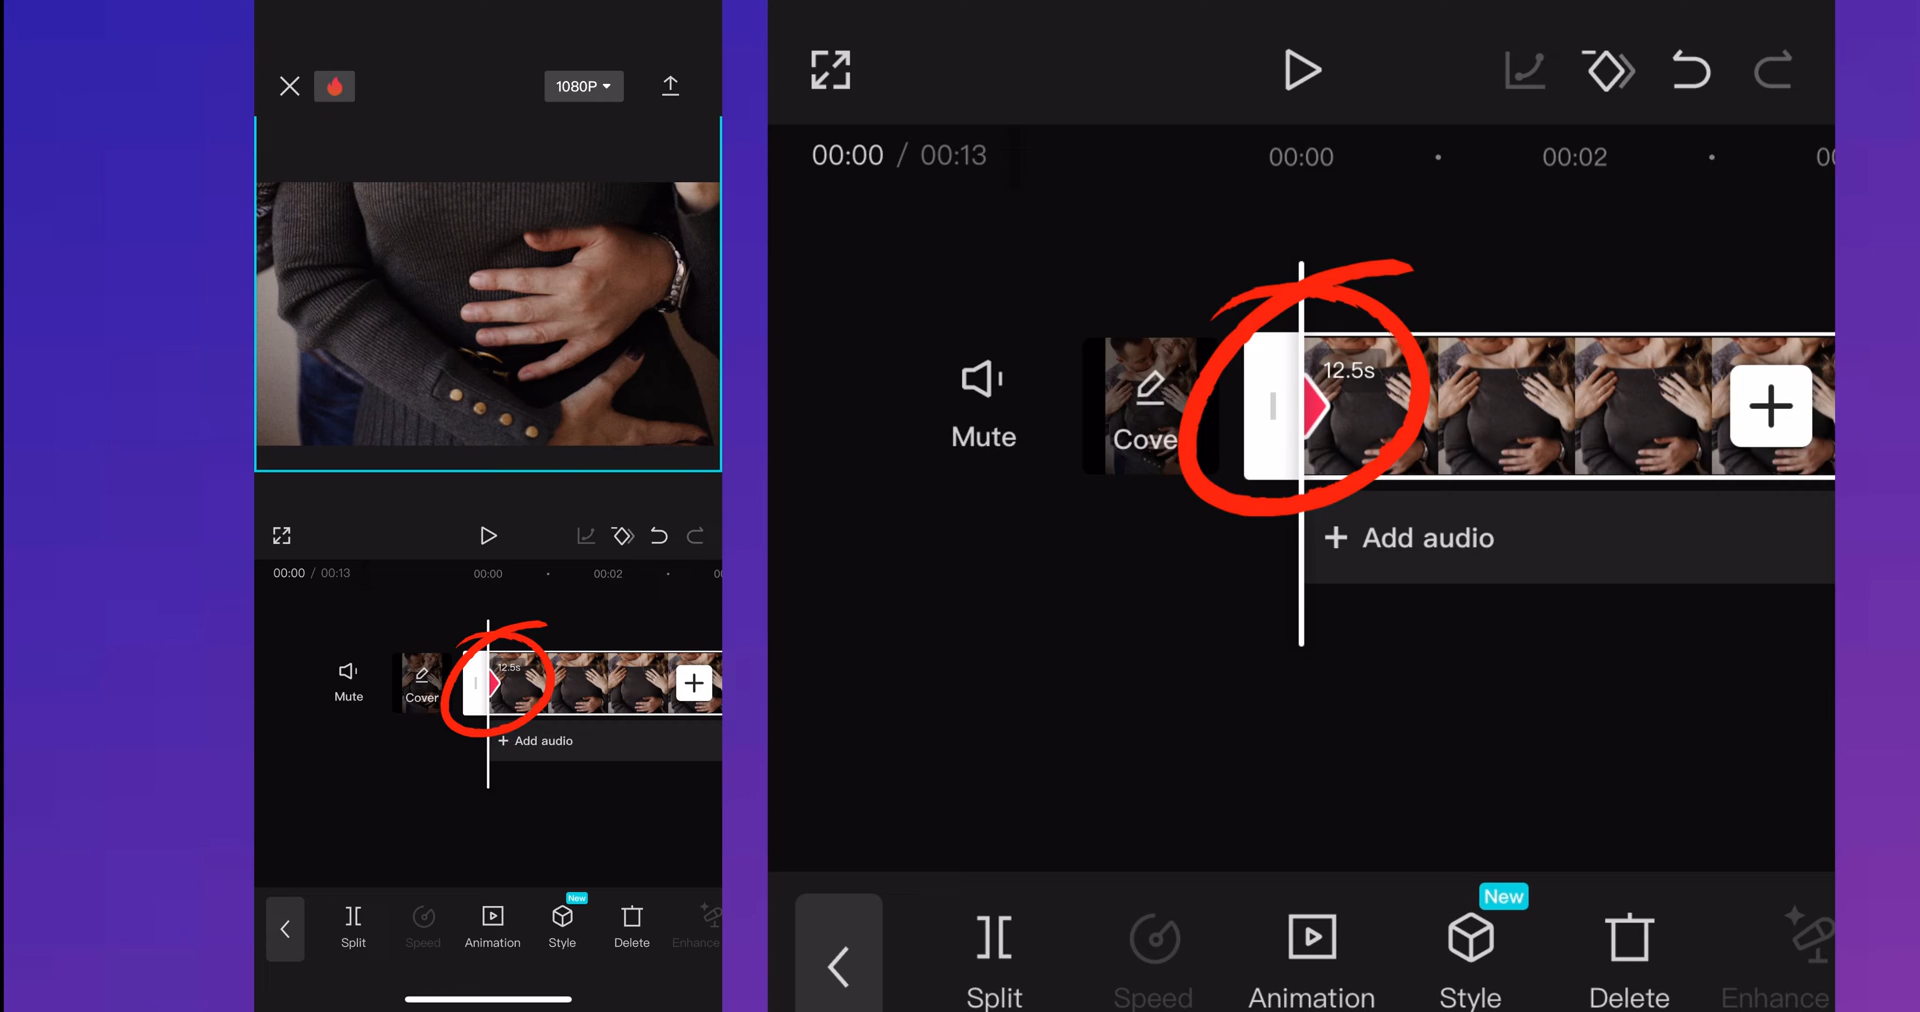 1080P
00:00 / 00:13
00:00
00:02
12.5s
Mute
Cover
+ Add audio
New
Split
Speed
Animation
Style
Delete
Enhance
00:00 / 00:13
00:00
00:02
12.5s
Mute
Cove
+ Add audio
New
Split
Speed
Animation
Style
Delete
Enhance